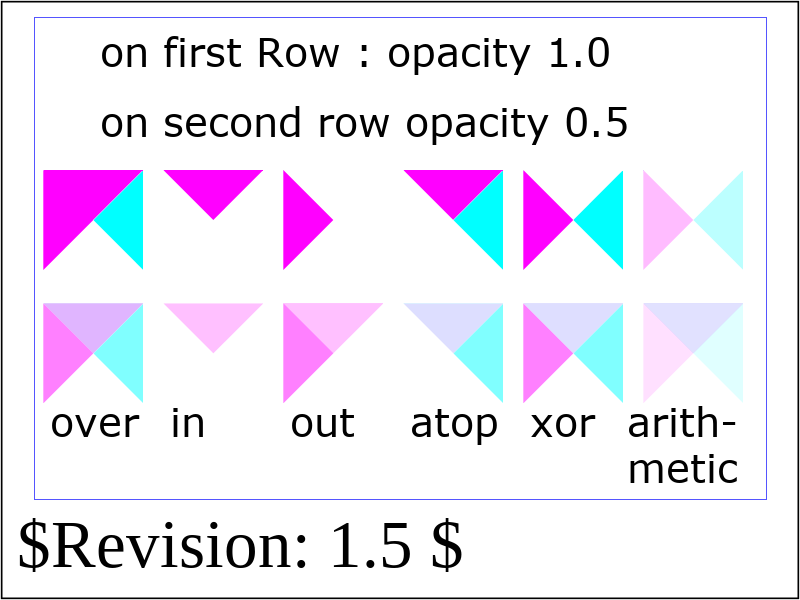 on first Row : opacity 1.0
on second row opacity 0.5
over in out atop xor arith-
metic
$Revision: 1.5 $